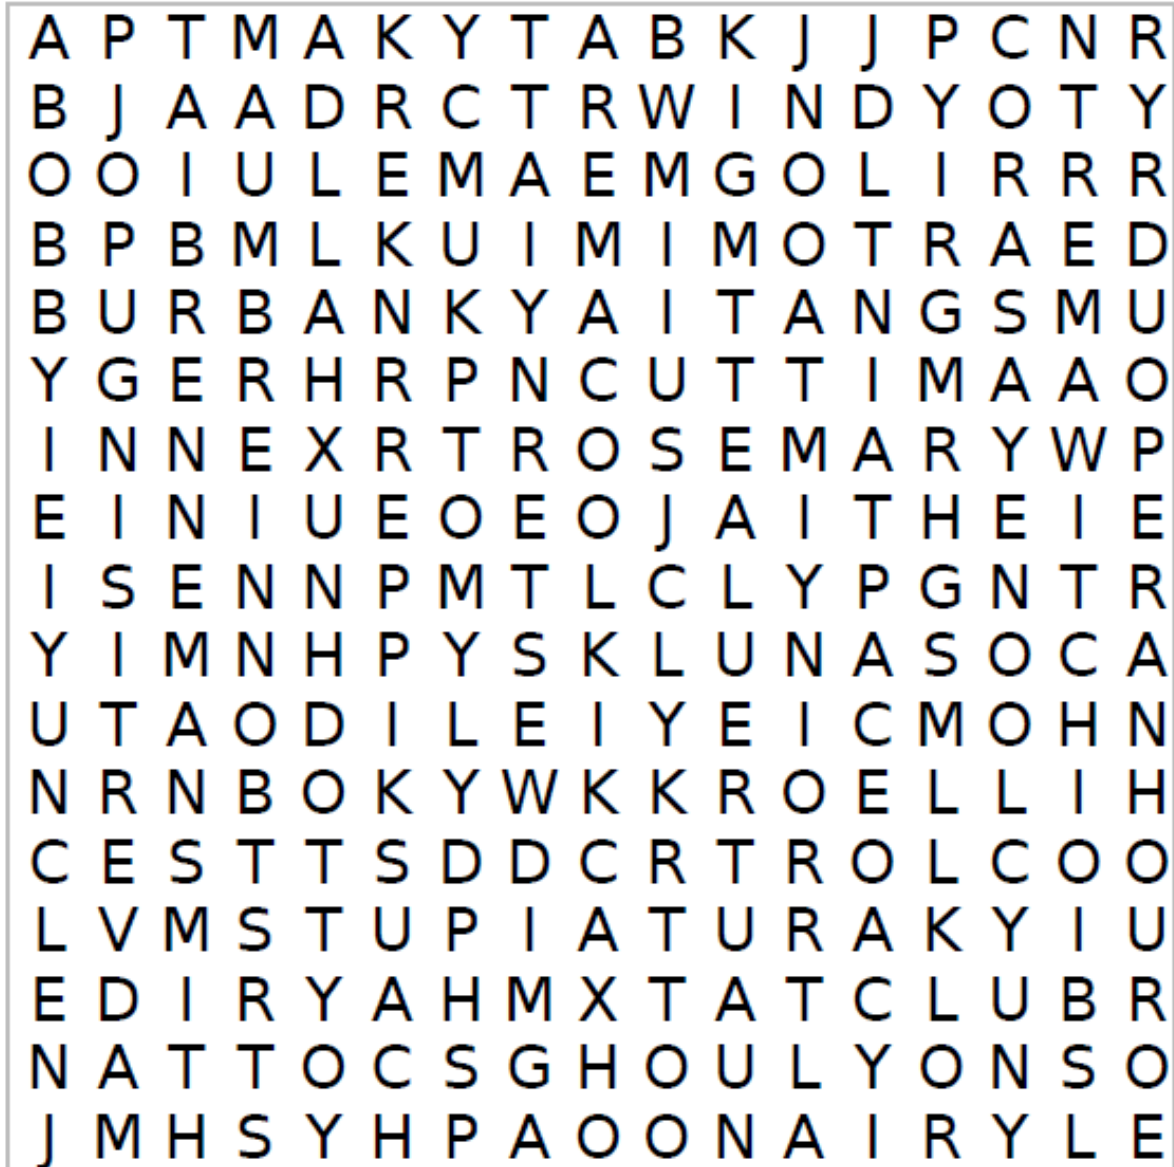 A P T M A K Y T A B K J J P C N R
B J A A D R C T R W I N D Y O T Y
O O I U L E M A E M G O L I R R R
B P B M L K U I M I M O T R A E D
B U R B A N K Y A I T A N G S M U
Y G E R H R P N C U T T I M A A O
I N N E X R T R O S E M A R Y W P
E I N I U E O E O J A I T H E I E
I S E N N P M T L C L Y P G N T R
Y I M N H P Y S K L U N A S O C A
U T A O D I L E I Y E I C M O H N
N R N B O K Y W K K R O E L L I H
C E S T T S D D C R T R O L C O O
L V M S T U P I A T U R A K Y I U
E D I R Y A H M X T A T C L U B R
N A T T O C S G H O U L Y O N S O
J M H S Y H P A O O N A I R Y L E